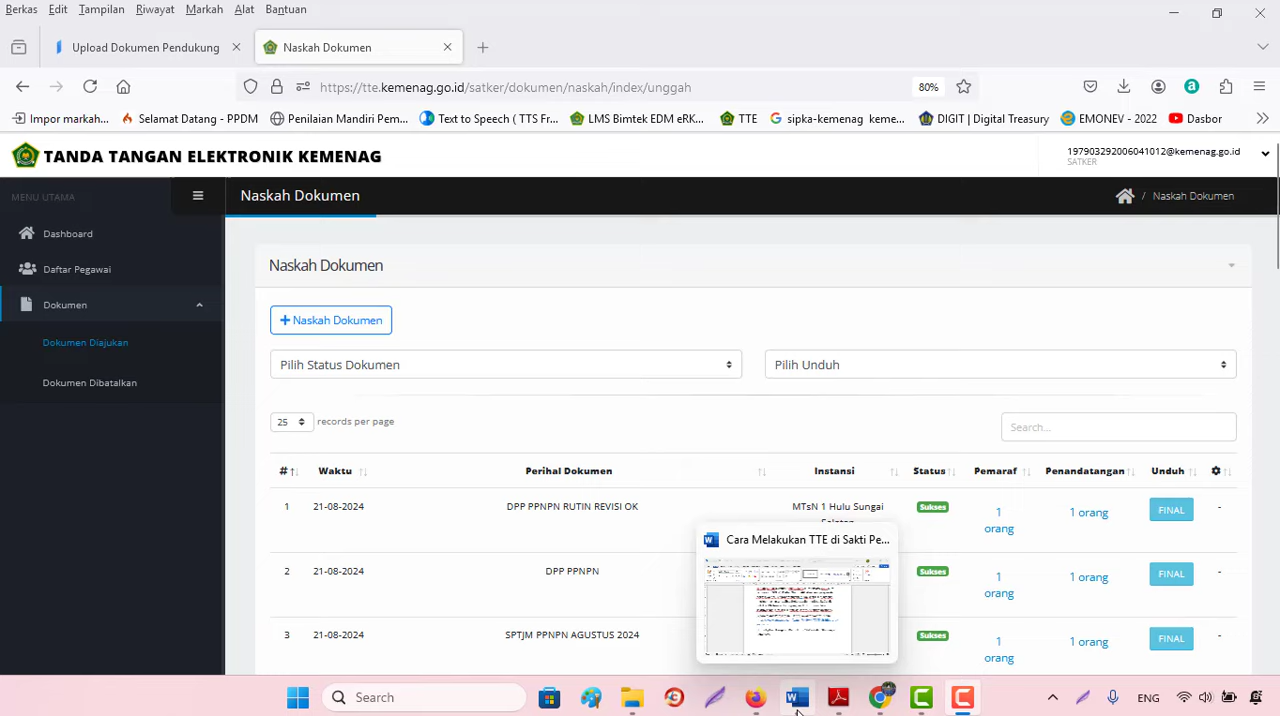 Berkas Edit Tampilan Riwayat Markah Alat Bantuan
Upload Dokumen Pendukung
Naskah Dokumen
https://tte.kemenag.go.id/satker/dokumen/naskah/index/unggah
80%
Impor markah...
Selamat Datang - PPDM
Penilaian Mandiri Pem...
Text to Speech ( TTS Fr...
LMS Bimtek EDM eRK...
TTE
sipka-kemenag keme...
DIGIT | Digital Treasury
EMONEV - 2022
Dasbor
TANDA TANGAN ELEKTRONIK KEMENAG
197903292006041012@kemenag.go.id
SATKER
MENU UTAMA
Naskah Dokumen
/ Naskah Dokumen
Dashboard
Daftar Pegawai
Dokumen
Dokumen Diajukan
Dokumen Dibatalkan
Naskah Dokumen
+ Naskah Dokumen
Pilih Status Dokumen
Pilih Unduh
25 records per page
Search...
# Waktu Perihal Dokumen Instansi Status Pemaraf Penandatangan Unduh
1 21-08-2024 DPP PPNPN RUTIN REVISI OK MTsN 1 Hulu Sungai Sukses 1 orang 1 orang FINAL -
2 21-08-2024 DPP PPNPN Sukses 1 orang 1 orang FINAL -
3 21-08-2024 SPTJM PPNPN AGUSTUS 2024 Sukses 1 orang 1 orang FINAL -
Cara Melakukan TTE di Sakti Pe...
Search
ENG